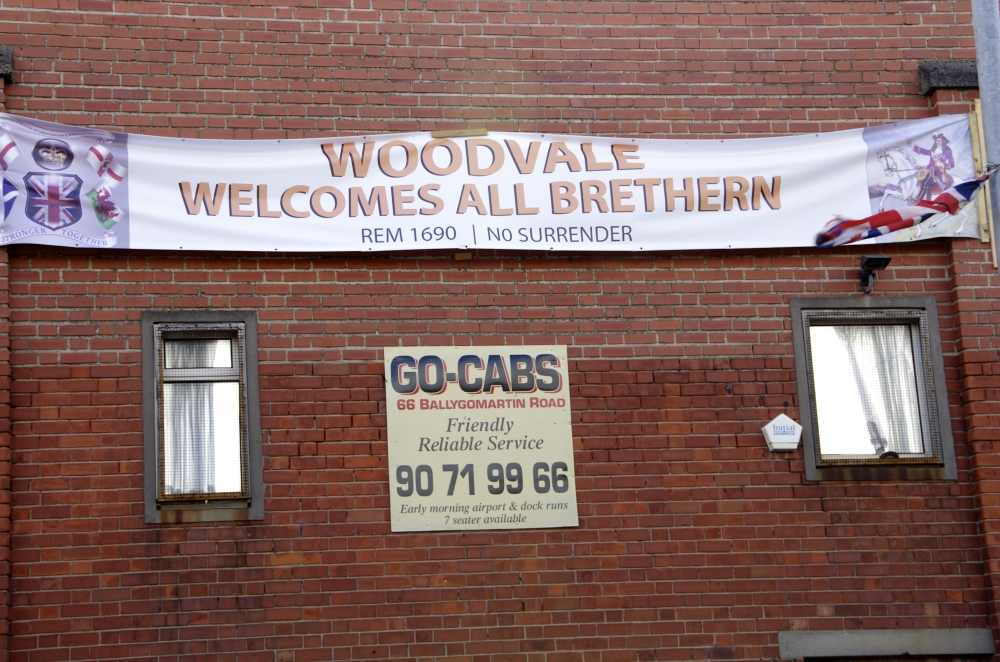 WOODVALE
WELCOMES ALL BRETHERN
REM 1690 | No SURRENDER
STRONGER TOGETHER
GO-CABS
66 BALLYGOMARTIN ROAD
Friendly
Reliable Service
90 71 99 66
Early morning airport & dock runs
7 seater available
Initial